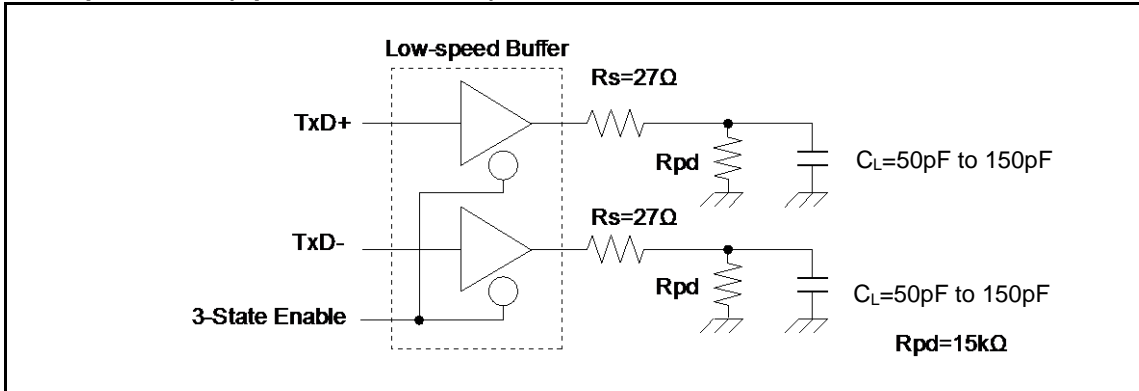 Low-speed Buffer
Rs=27Ω
TxD+
Rpd
CL=50pF to 150pF
Rs=27Ω
TxD-
Rpd
CL=50pF to 150pF
3-State Enable
Rpd=15kΩ